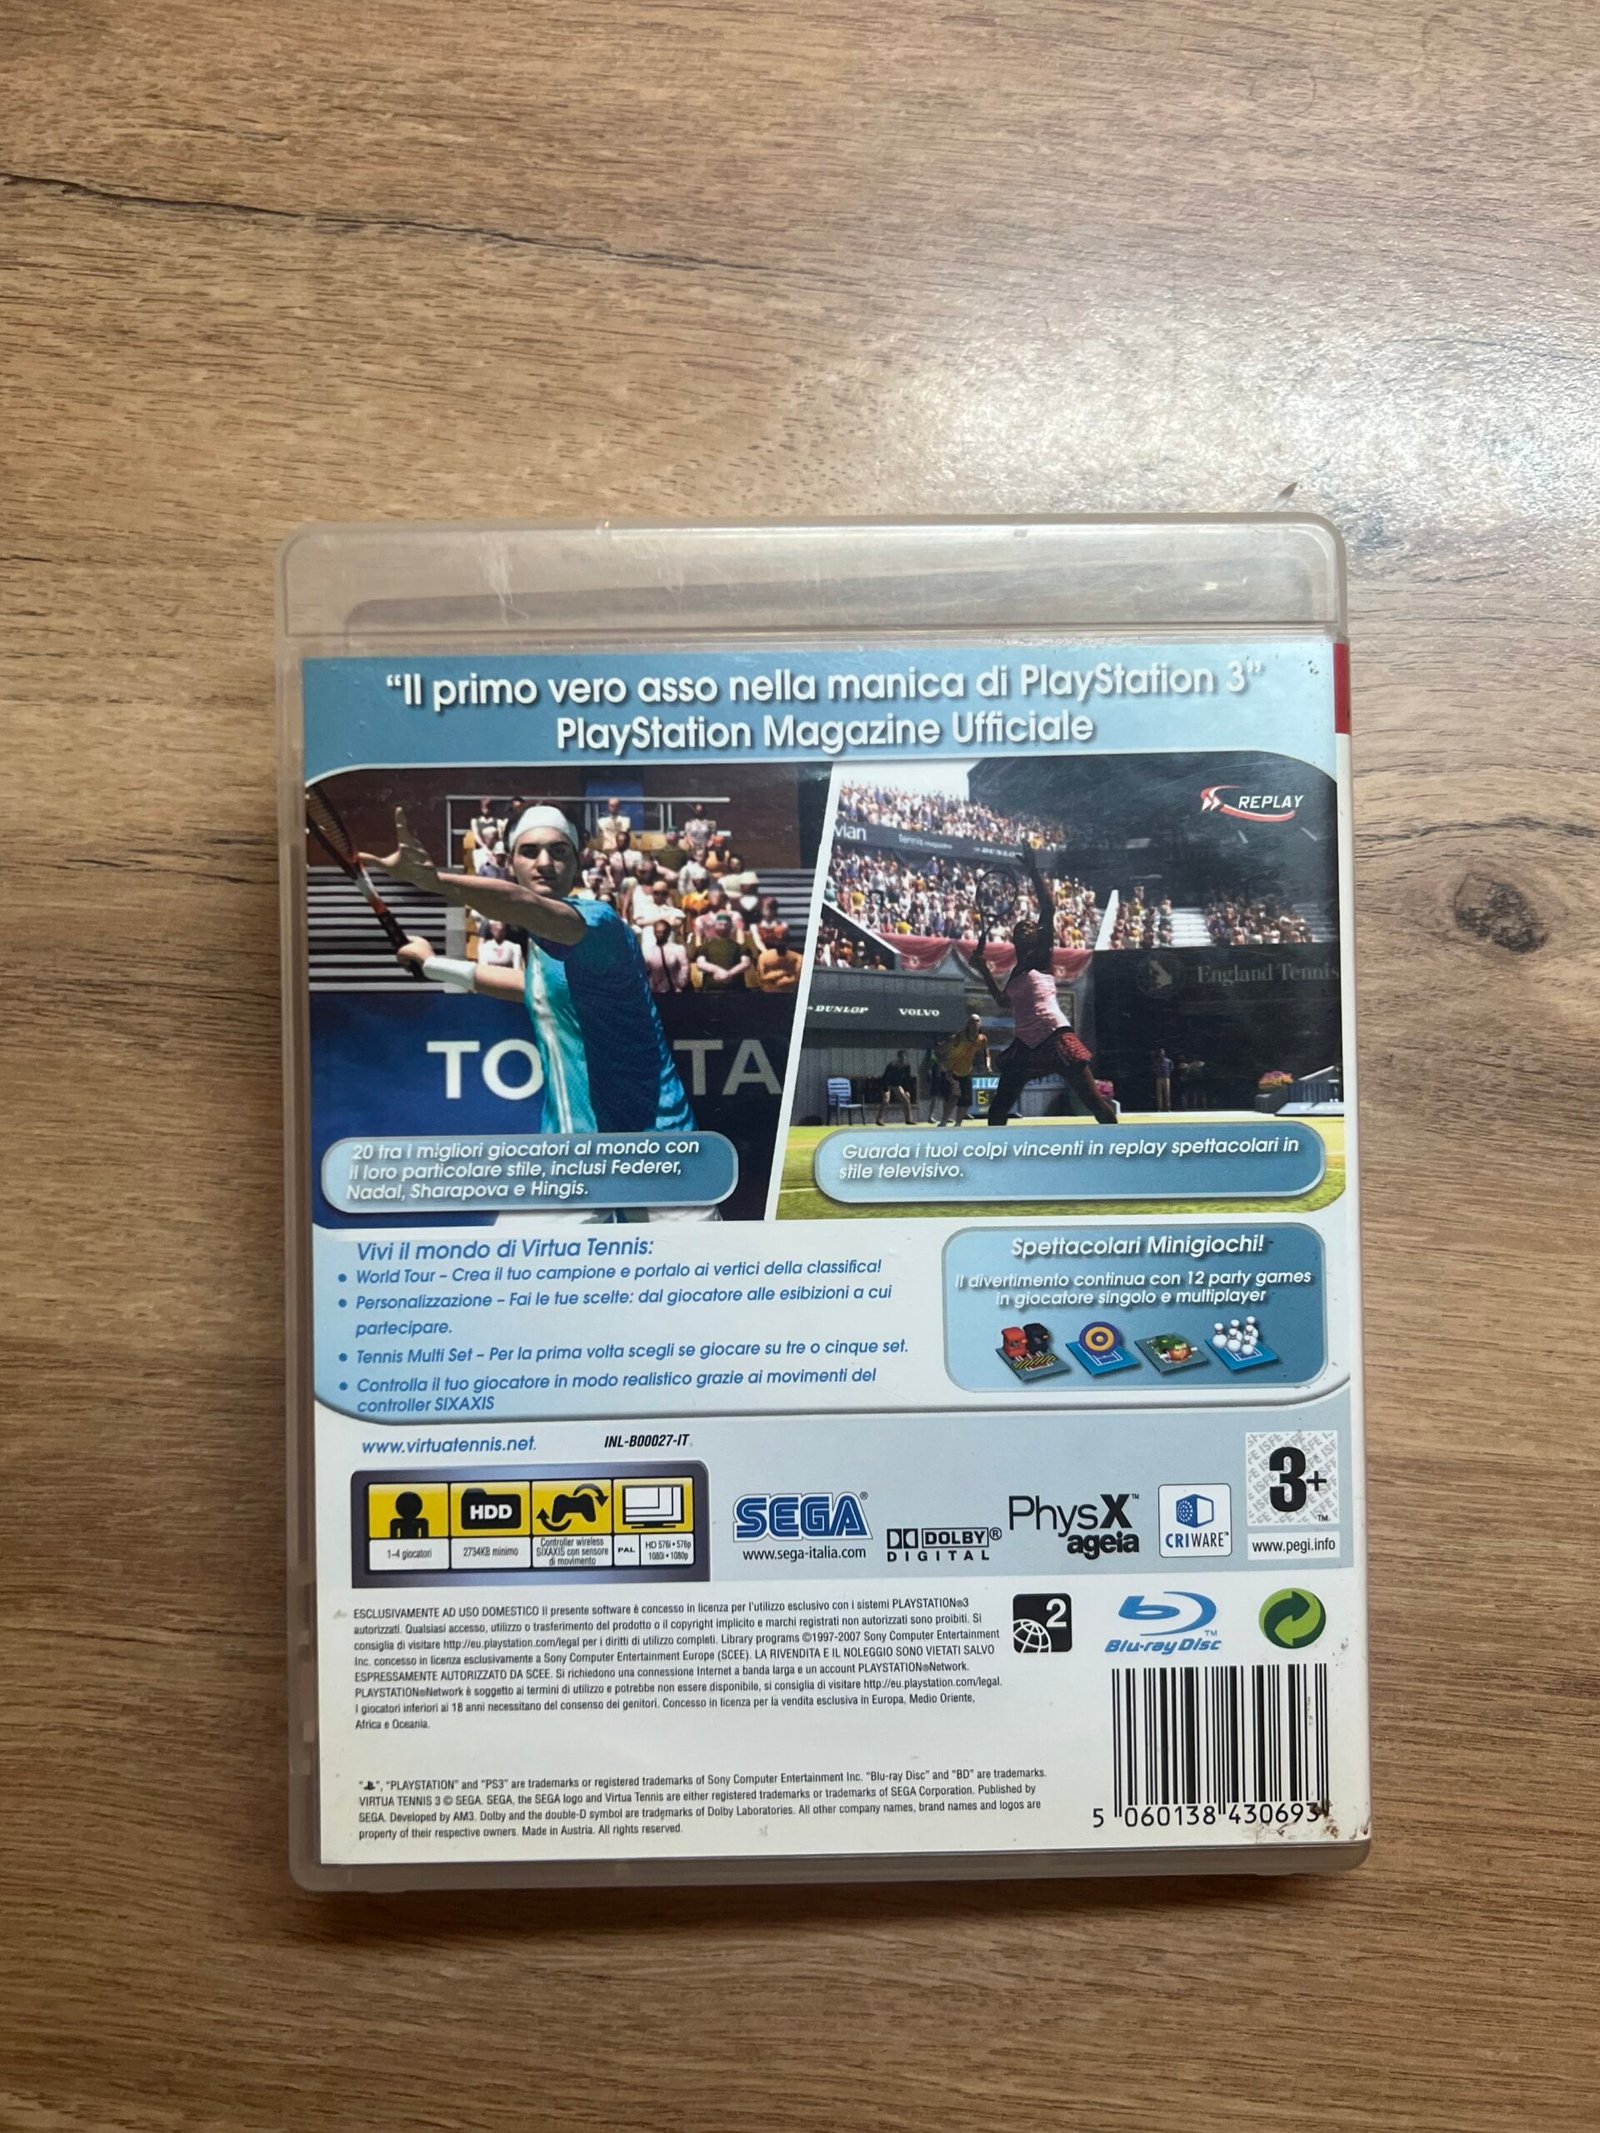 “Il primo vero asso nella manica di PlayStation 3”
PlayStation Magazine Ufficiale
REPLAY
DUNLOP
England Tennis
DUNLOP
VOLVO
TO TA
20 tra i migliori giocatori al mondo con
il loro particolare stile, inclusi Federer,
Nadal, Sharapova e Hingis.
Guarda i tuoi colpi vincenti in replay spettacolari in
stile televisivo.
Vivi il mondo di Virtua Tennis:
• World Tour – Crea il tuo campione e portalo ai vertici della classifica!
• Personalizzazione – Fai le tue scelte: dal giocatore alle esibizioni a cui
partecipare.
• Tennis Multi Set – Per la prima volta scegli se giocare su tre o cinque set.
• Controlla il tuo giocatore in modo realistico grazie ai movimenti del
controller SIXAXIS
Spettacolari Minigiochi!
Il divertimento continua con 12 party games
in giocatore singolo e multiplayer
www.virtuatennis.net.
INL-B00027-IT
HDD
1-4 giocatori
2734KB minimo
Controller wireless
SIXAXIS con sensore
di movimento
PAL
HD 576i • 576p
1080i • 1080p
SEGA®
www.sega-italia.com
DOLBY®
DIGITAL
PhysX™
ageia
CRIWARE™
3+
TM
www.pegi.info
ESCLUSIVAMENTE AD USO DOMESTICO Il presente software è concesso in licenza per l'utilizzo esclusivo con i sistemi PLAYSTATION®3
autorizzati. Qualsiasi accesso, utilizzo o trasferimento del prodotto o il copyright implicito e marchi registrati non autorizzati sono proibiti. Si
consiglia di visitare http://eu.playstation.com/legal per i diritti di utilizzo completi. Library programs ©1997-2007 Sony Computer Entertainment
Inc. concesso in licenza esclusivamente a Sony Computer Entertainment Europe (SCEE). LA RIVENDITA E IL NOLEGGIO SONO VIETATI SALVO
ESPRESSAMENTE AUTORIZZATO DA SCEE. Si richiedono una connessione Internet a banda larga e un account PLAYSTATION®Network.
PLAYSTATION®Network è soggetto ai termini di utilizzo e potrebbe non essere disponibile, si consiglia di visitare http://eu.playstation.com/legal.
I giocatori inferiori ai 18 anni necessitano del consenso dei genitori. Concesso in licenza per la vendita esclusiva in Europa, Medio Oriente,
Africa e Oceania.
2
Blu-ray Disc™
"PLAYSTATION" and "PS3" are trademarks or registered trademarks of Sony Computer Entertainment Inc. "Blu-ray Disc" and "BD" are trademarks.
VIRTUA TENNIS 3 © SEGA. SEGA, the SEGA logo and Virtua Tennis are either registered trademarks or trademarks of SEGA Corporation. Published by
SEGA. Developed by AM3. Dolby and the double-D symbol are trademarks of Dolby Laboratories. All other company names, brand names and logos are
property of their respective owners. Made in Austria. All rights reserved.
5 060138 430693